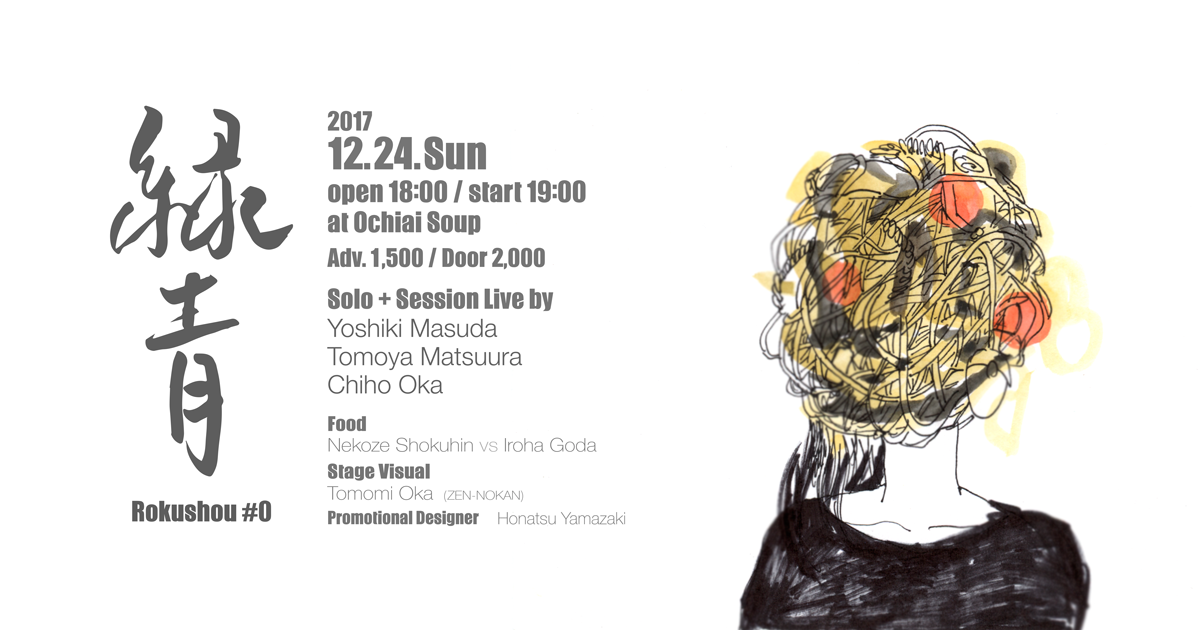 緑青
Rokushou #0
2017
12.24.Sun
open 18:00 / start 19:00
at Ochiai Soup
Adv. 1,500 / Door 2,000
Solo + Session Live by
Yoshiki Masuda
Tomoya Matsuura
Chiho Oka
Food
Nekoze Shokuhin vs Iroha Goda
Stage Visual
Tomomi Oka (ZEN-NOKAN)
Promotional Designer Honatsu Yamazaki